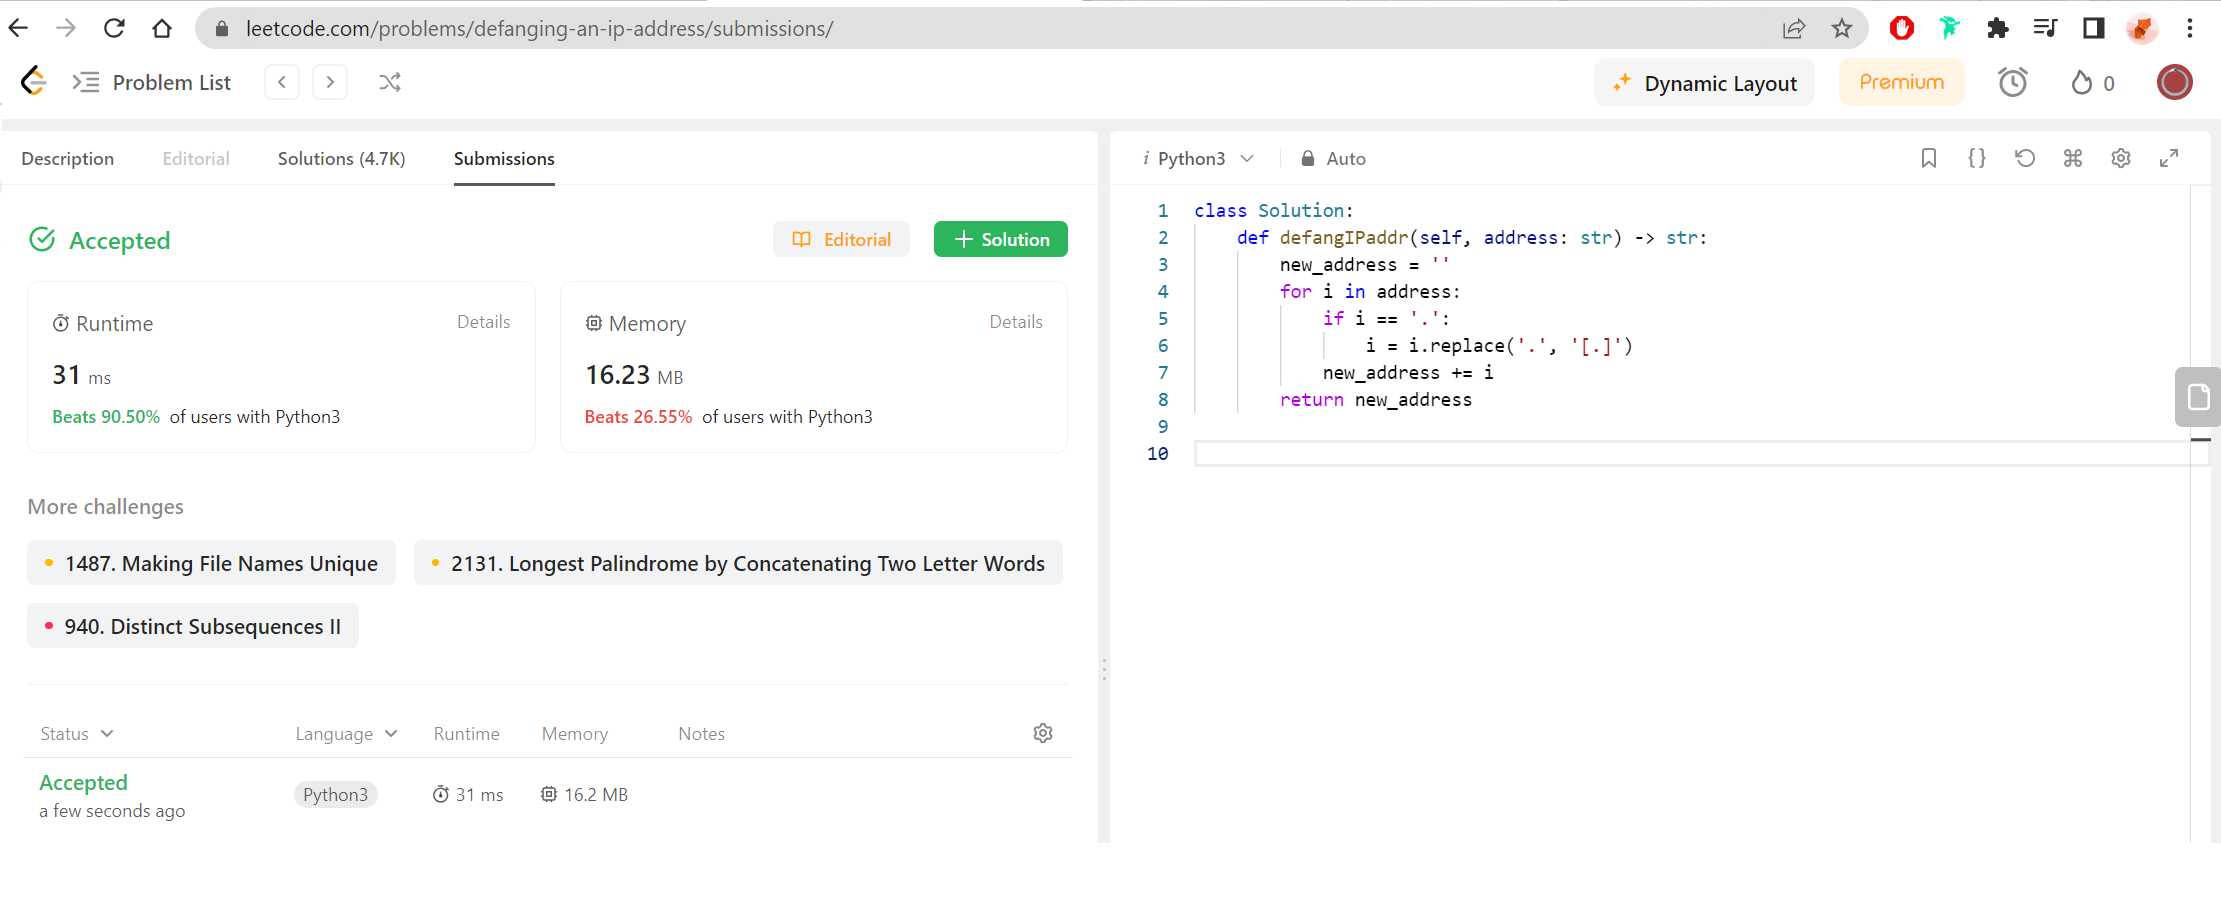 leetcode.com/problems/defanging-an-ip-address/submissions/
Problem List
Dynamic Layout
Premium
0
Description Editorial Solutions (4.7K) Submissions
Accepted
Editorial
Solution
Runtime
Details
31 ms
Beats 90.50% of users with Python3
Memory
Details
16.23 MB
Beats 26.55% of users with Python3
More challenges
1487. Making File Names Unique
2131. Longest Palindrome by Concatenating Two Letter Words
940. Distinct Subsequences II
Status Language Runtime Memory Notes
Accepted
a few seconds ago
Python3 31 ms 16.2 MB
i Python3 Auto
{}
1 class Solution:
2     def defangIPaddr(self, address: str) -> str:
3         new_address = ''
4         for i in address:
5             if i == '.':
6                 i = i.replace('.', '[.]')
7             new_address += i
8         return new_address
9
10